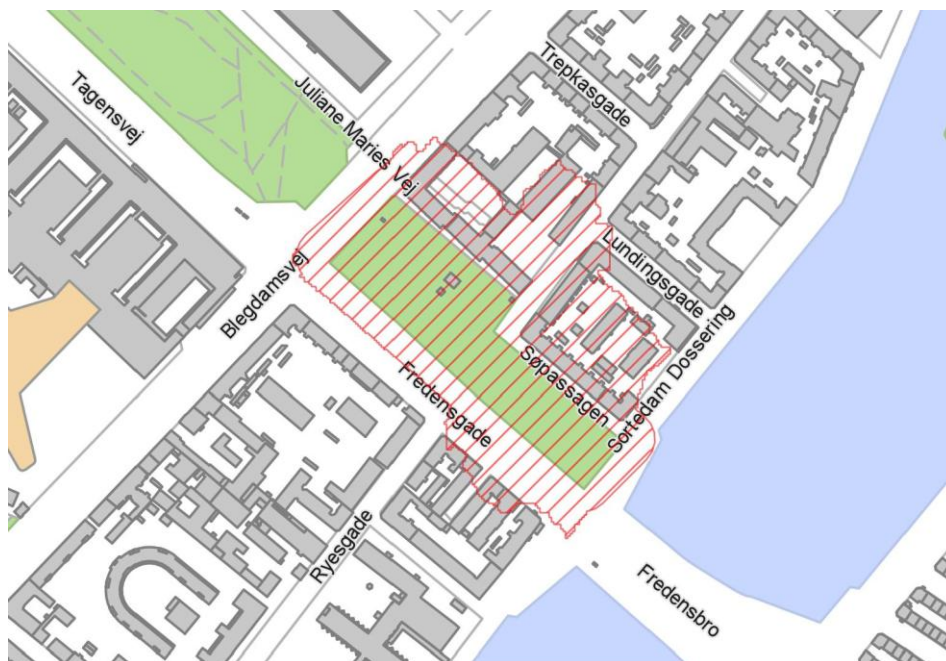 Trepkasgade
Tagensvej
Juliane Maries Vej
Lundingsgade
Blegdamsvej
Søpassagen
Sortedam Dossering
Fredensgade
Ryesgade
Fredensbro